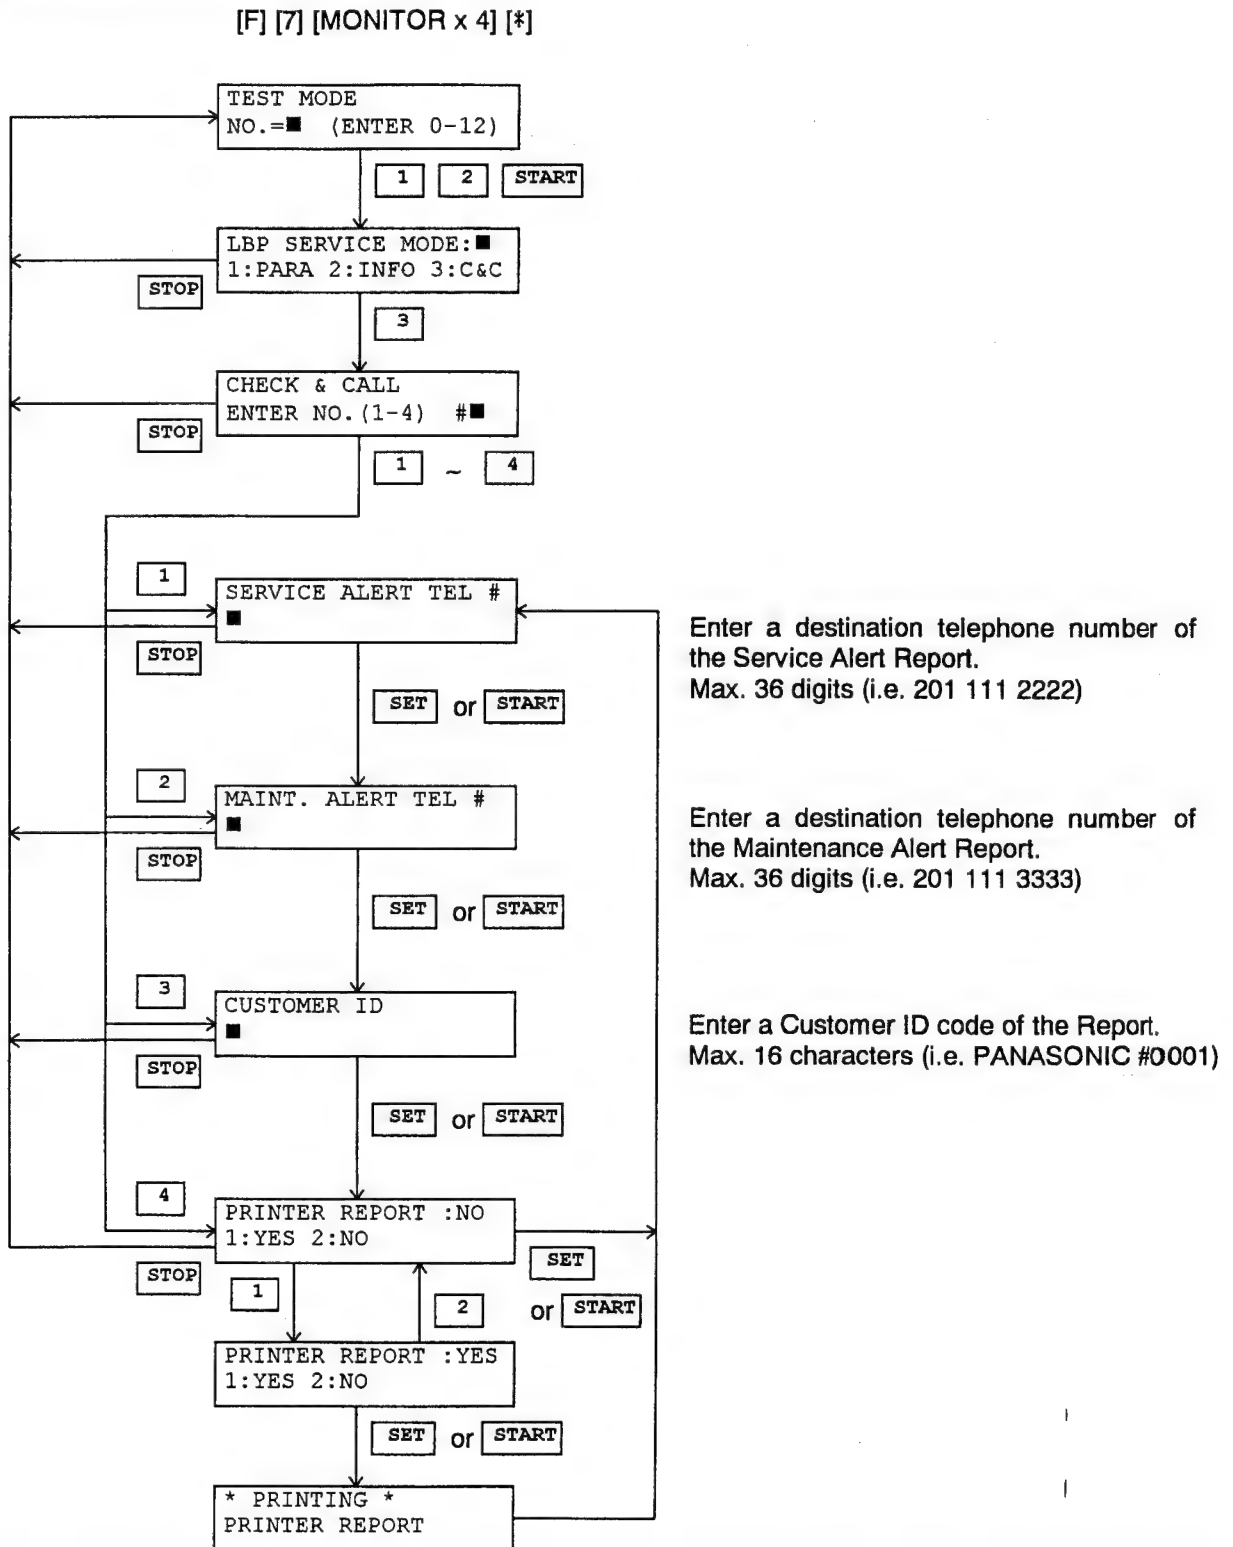 [F] [7] [MONITOR x 4] [*]
TEST MODE
NO.=■ (ENTER 0-12)
1 2 START
LBP SERVICE MODE:■
1:PARA 2:INFO 3:C&C
STOP
3
CHECK & CALL
ENTER NO.(1-4) #■
STOP
1 ~ 4
1
SERVICE ALERT TEL #
■
STOP
Enter a destination telephone number of
the Service Alert Report.
Max. 36 digits (i.e. 201 111 2222)
SET or START
2
MAINT. ALERT TEL #
■
STOP
Enter a destination telephone number of
the Maintenance Alert Report.
Max. 36 digits (i.e. 201 111 3333)
SET or START
3
CUSTOMER ID
■
STOP
Enter a Customer ID code of the Report.
Max. 16 characters (i.e. PANASONIC #0001)
SET or START
4
PRINTER REPORT :NO
1:YES 2:NO
STOP
SET
or START
1
2
PRINTER REPORT :YES
1:YES 2:NO
SET or START
* PRINTING *
PRINTER REPORT